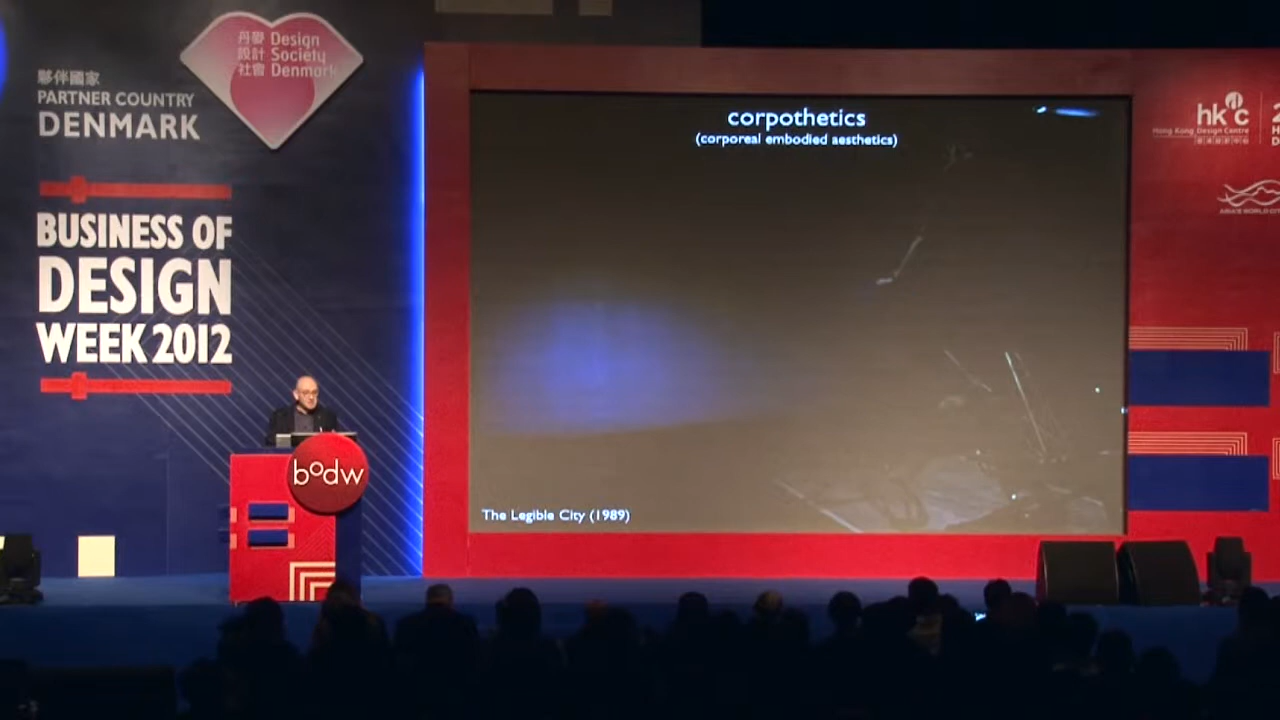 丹麥 Design
設計 Society
社會 Denmark
夥伴國家
PARTNER COUNTRY
DENMARK
BUSINESS OF
DESIGN
WEEK 2012
bodw
corpothetics
(corporeal embodied aesthetics)
The Legible City (1989)
Hong Kong Design Centre